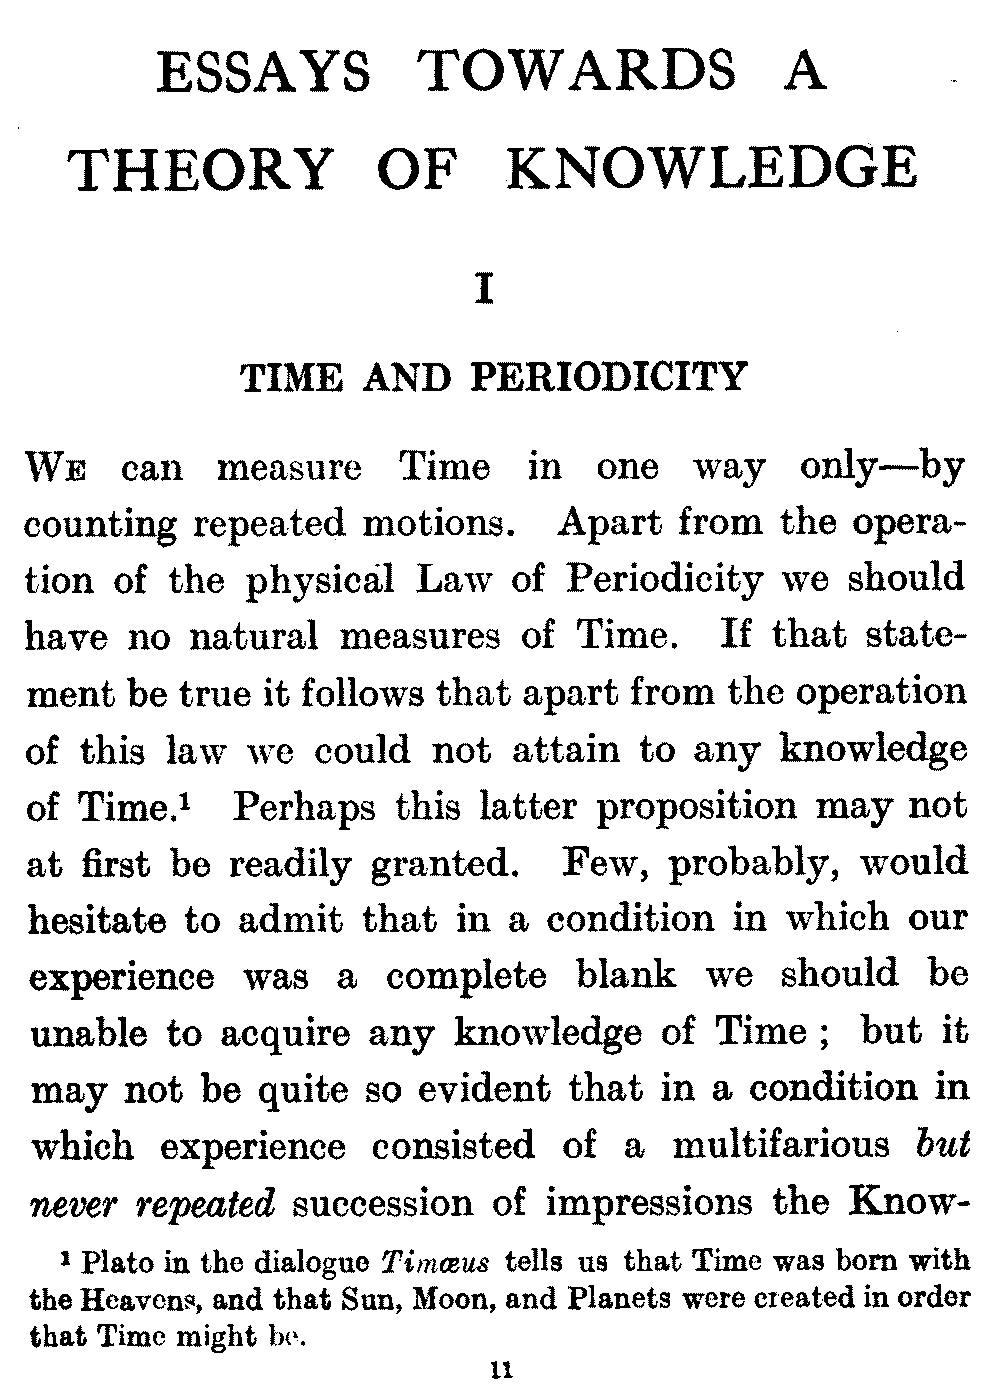 ESSAYS TOWARDS A
THEORY OF KNOWLEDGE
I
TIME AND PERIODICITY
WE can measure Time in one way only—by
counting repeated motions. Apart from the opera-
tion of the physical Law of Periodicity we should
have no natural measures of Time. If that state-
ment be true it follows that apart from the operation
of this law we could not attain to any knowledge
of Time.¹ Perhaps this latter proposition may not
at first be readily granted. Few, probably, would
hesitate to admit that in a condition in which our
experience was a complete blank we should be
unable to acquire any knowledge of Time ; but it
may not be quite so evident that in a condition in
which experience consisted of a multifarious but
never repeated succession of impressions the Know-
¹ Plato in the dialogue Timæus tells us that Time was born with
the Heavens, and that Sun, Moon, and Planets were created in order
that Time might be.
11